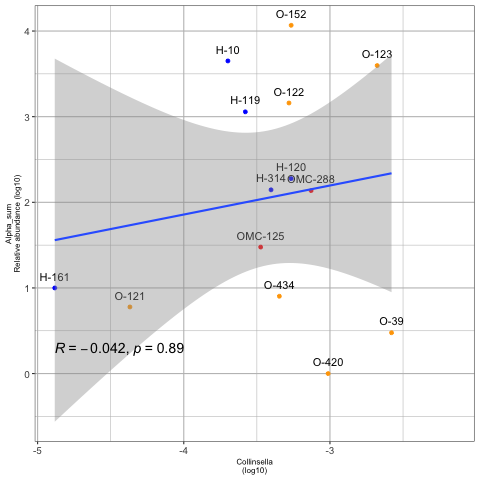 O-152
H-10
O-123
O-122
H-119
H-120
H-314
OMC-288
OMC-125
H-161
O-121
O-434
O-39
O-420
R = −0.042, p = 0.89
4
3
2
1
0
-5
-4
-3
Alpha_sum
Relative abundance (log10)
Collinsella
(log10)